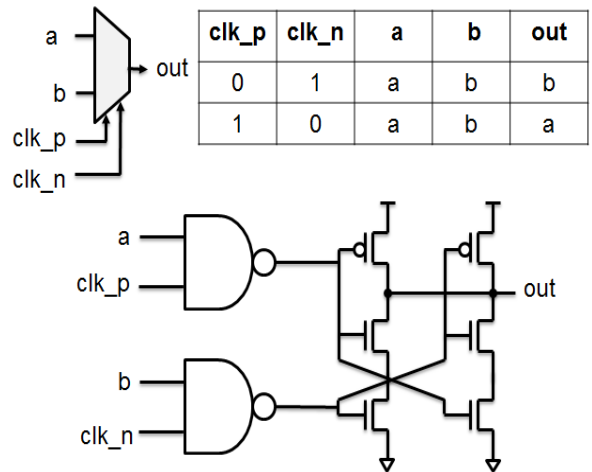 a
b
clk_p
clk_n
out
clk_p clk_n a b out
0 1 a b b
1 0 a b a
a
clk_p
b
clk_n
out